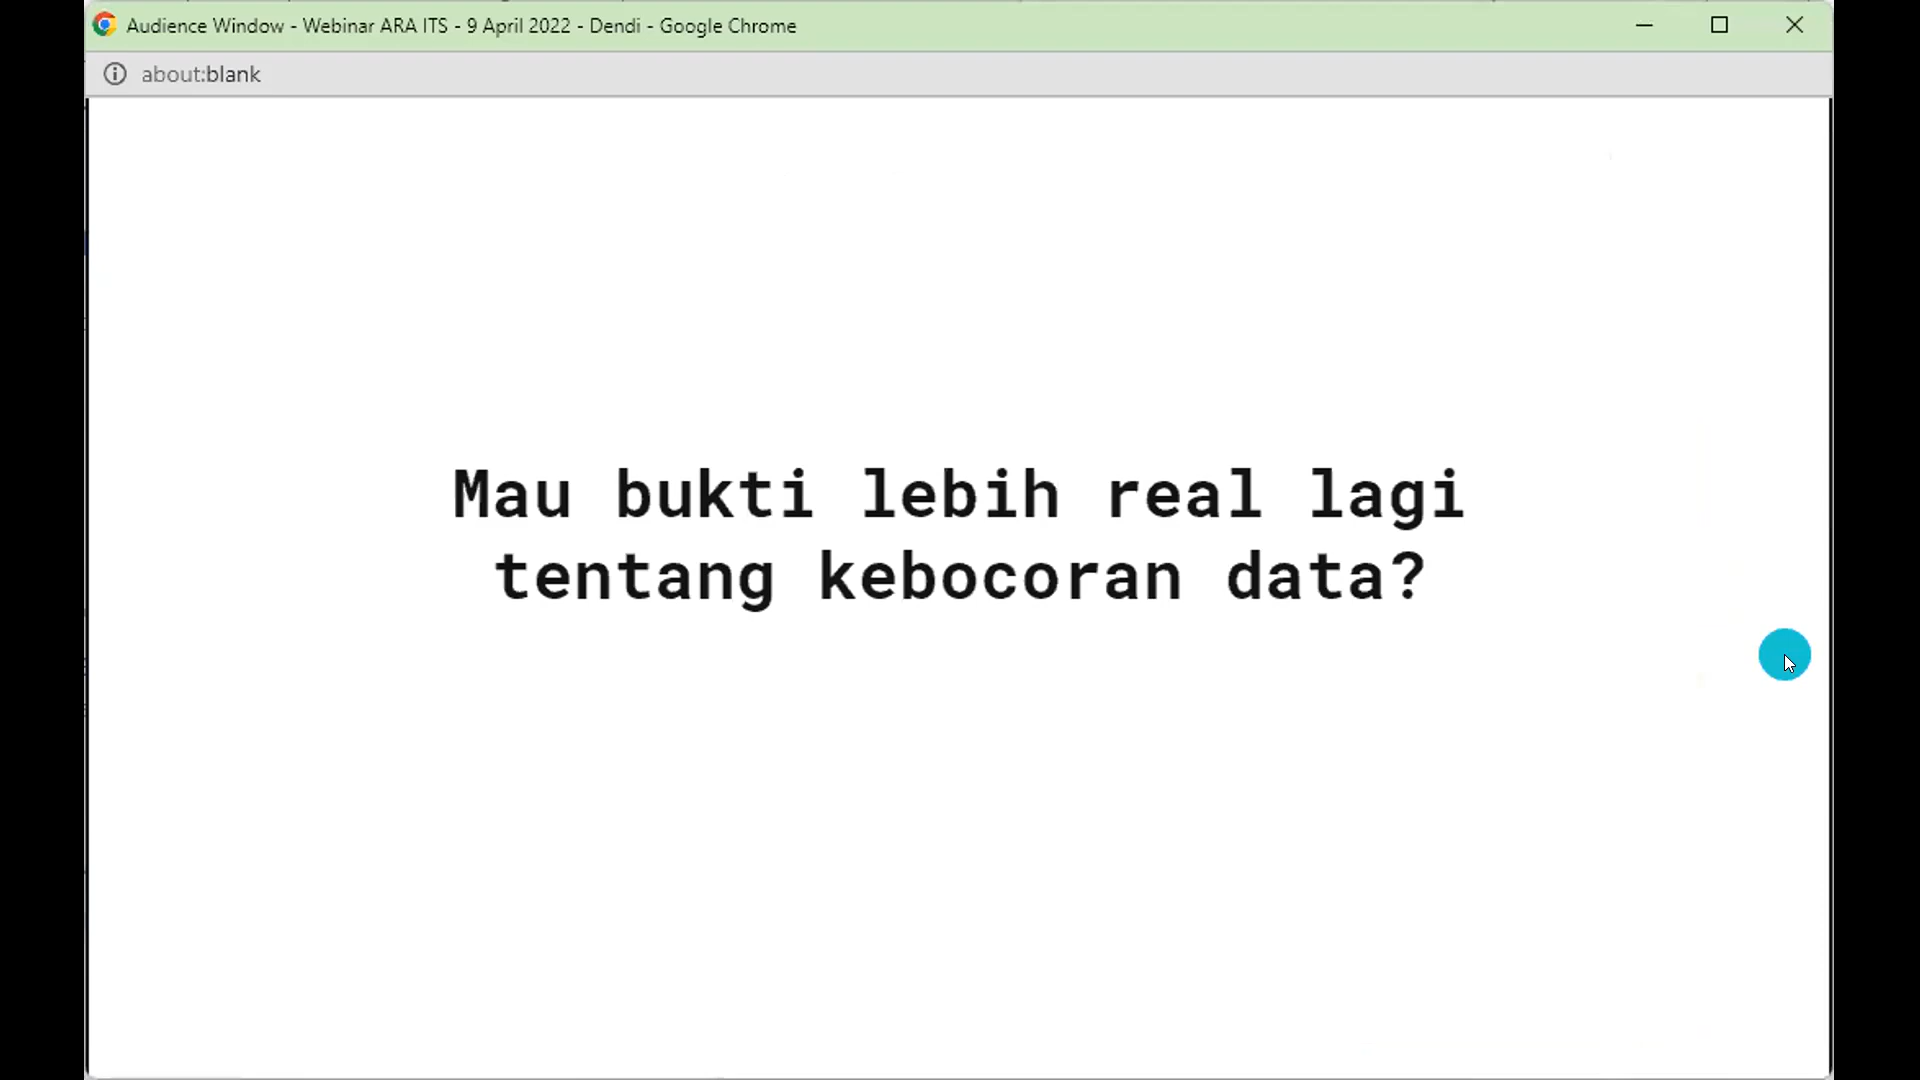 Audience Window - Webinar ARA ITS - 9 April 2022 - Dendi - Google Chrome
about:blank
Mau bukti lebih real lagi
tentang kebocoran data?